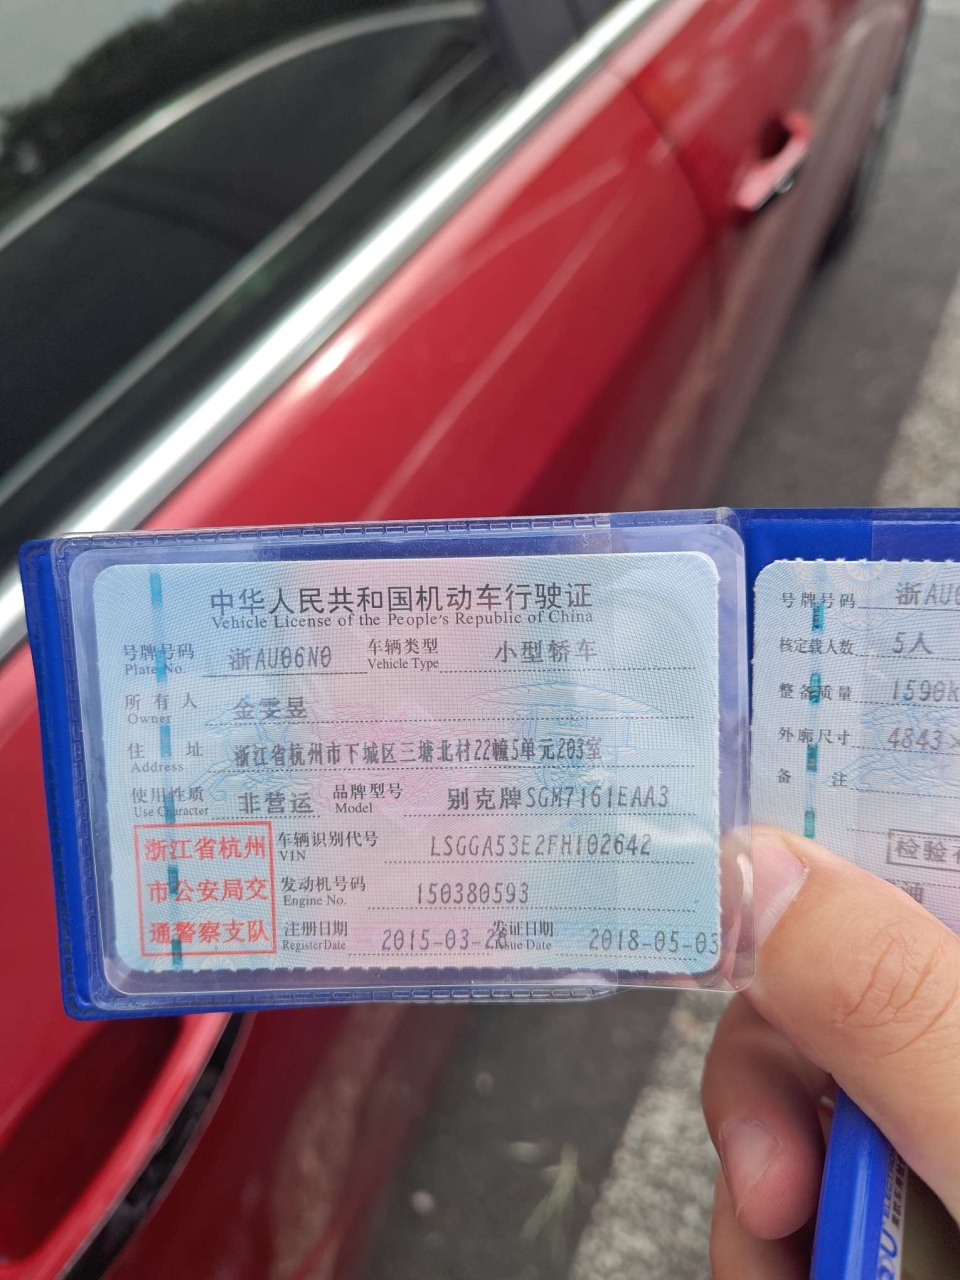 中华人民共和国机动车行驶证
Vehicle License of the People's Republic of China
号牌号码 浙AU06N0 车辆类型 小型轿车
Plate No. Vehicle Type
所有人 金雯昱
Owner
住址 浙江省杭州市下城区三塘北村22幢5单元203室
Address
使用性质 非营运 品牌型号 别克牌SGM7161EAA3
Use Character Model
浙江省杭州
市公安局交
通警察支队
车辆识别代号 LSGGA53E2FH102642
VIN
发动机号码 150380593
Engine No.
注册日期 2015-03-26 发证日期 2018-05-03
Register Date Issue Date
号牌号码 浙AU0
核定载人数 5人
整备质量 1590k
外廓尺寸 4843×
备注
检验有